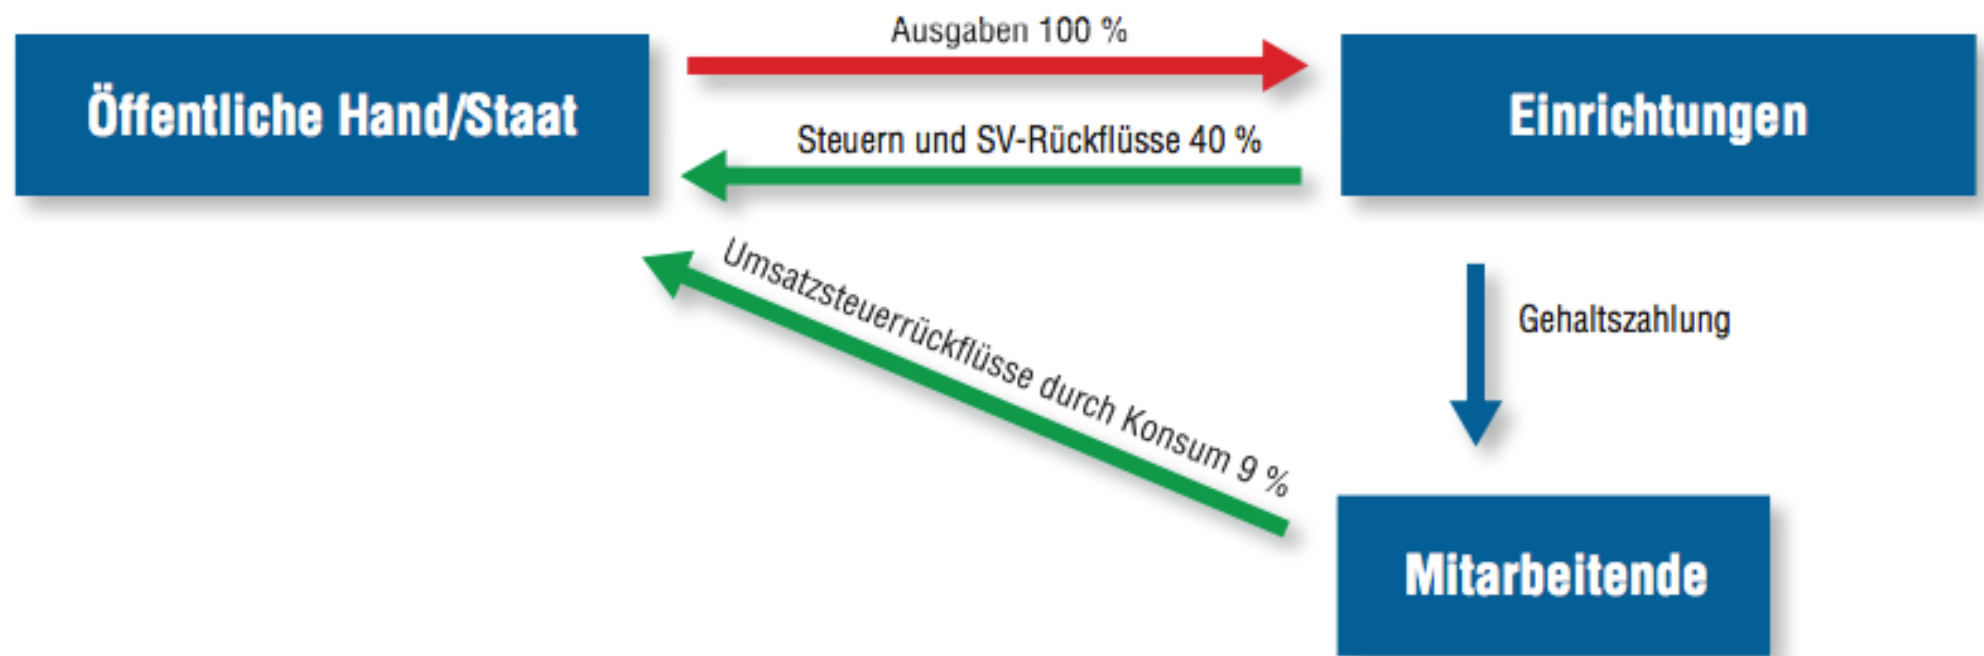 Ausgaben 100 %
Öffentliche Hand/Staat
Einrichtungen
Steuern und SV-Rückflüsse 40 %
Umsatzsteuerrückflüsse durch Konsum 9 %
Gehaltszahlung
Mitarbeitende